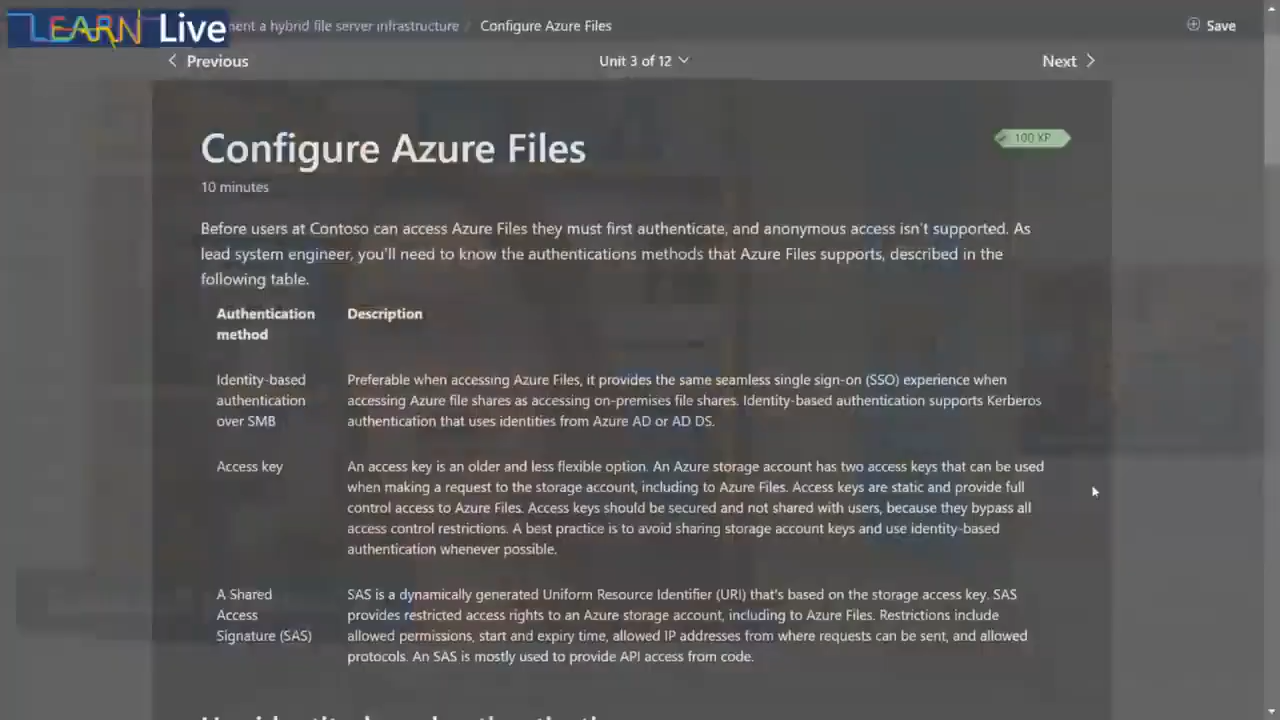 LEARN Live
ent a hybrid file server infrastructure / Configure Azure Files
Save
Previous
Unit 3 of 12
Next
Configure Azure Files
100 XP
10 minutes
Before users at Contoso can access Azure Files they must first authenticate, and anonymous access isn't supported. As
lead system engineer, you'll need to know the authentications methods that Azure Files supports, described in the
following table.
Authentication
method
Description
Identity-based
authentication
over SMB
Preferable when accessing Azure Files, it provides the same seamless single sign-on (SSO) experience when
accessing Azure file shares as accessing on-premises file shares. Identity-based authentication supports Kerberos
authentication that uses identities from Azure AD or AD DS.
Access key
An access key is an older and less flexible option. An Azure storage account has two access keys that can be used
when making a request to the storage account, including to Azure Files. Access keys are static and provide full
control access to Azure Files. Access keys should be secured and not shared with users, because they bypass all
access control restrictions. A best practice is to avoid sharing storage account keys and use identity-based
authentication whenever possible.
A Shared
Access
Signature (SAS)
SAS is a dynamically generated Uniform Resource Identifier (URI) that's based on the storage access key. SAS
provides restricted access rights to an Azure storage account, including to Azure Files. Restrictions include
allowed permissions, start and expiry time, allowed IP addresses from where requests can be sent, and allowed
protocols. An SAS is mostly used to provide API access from code.